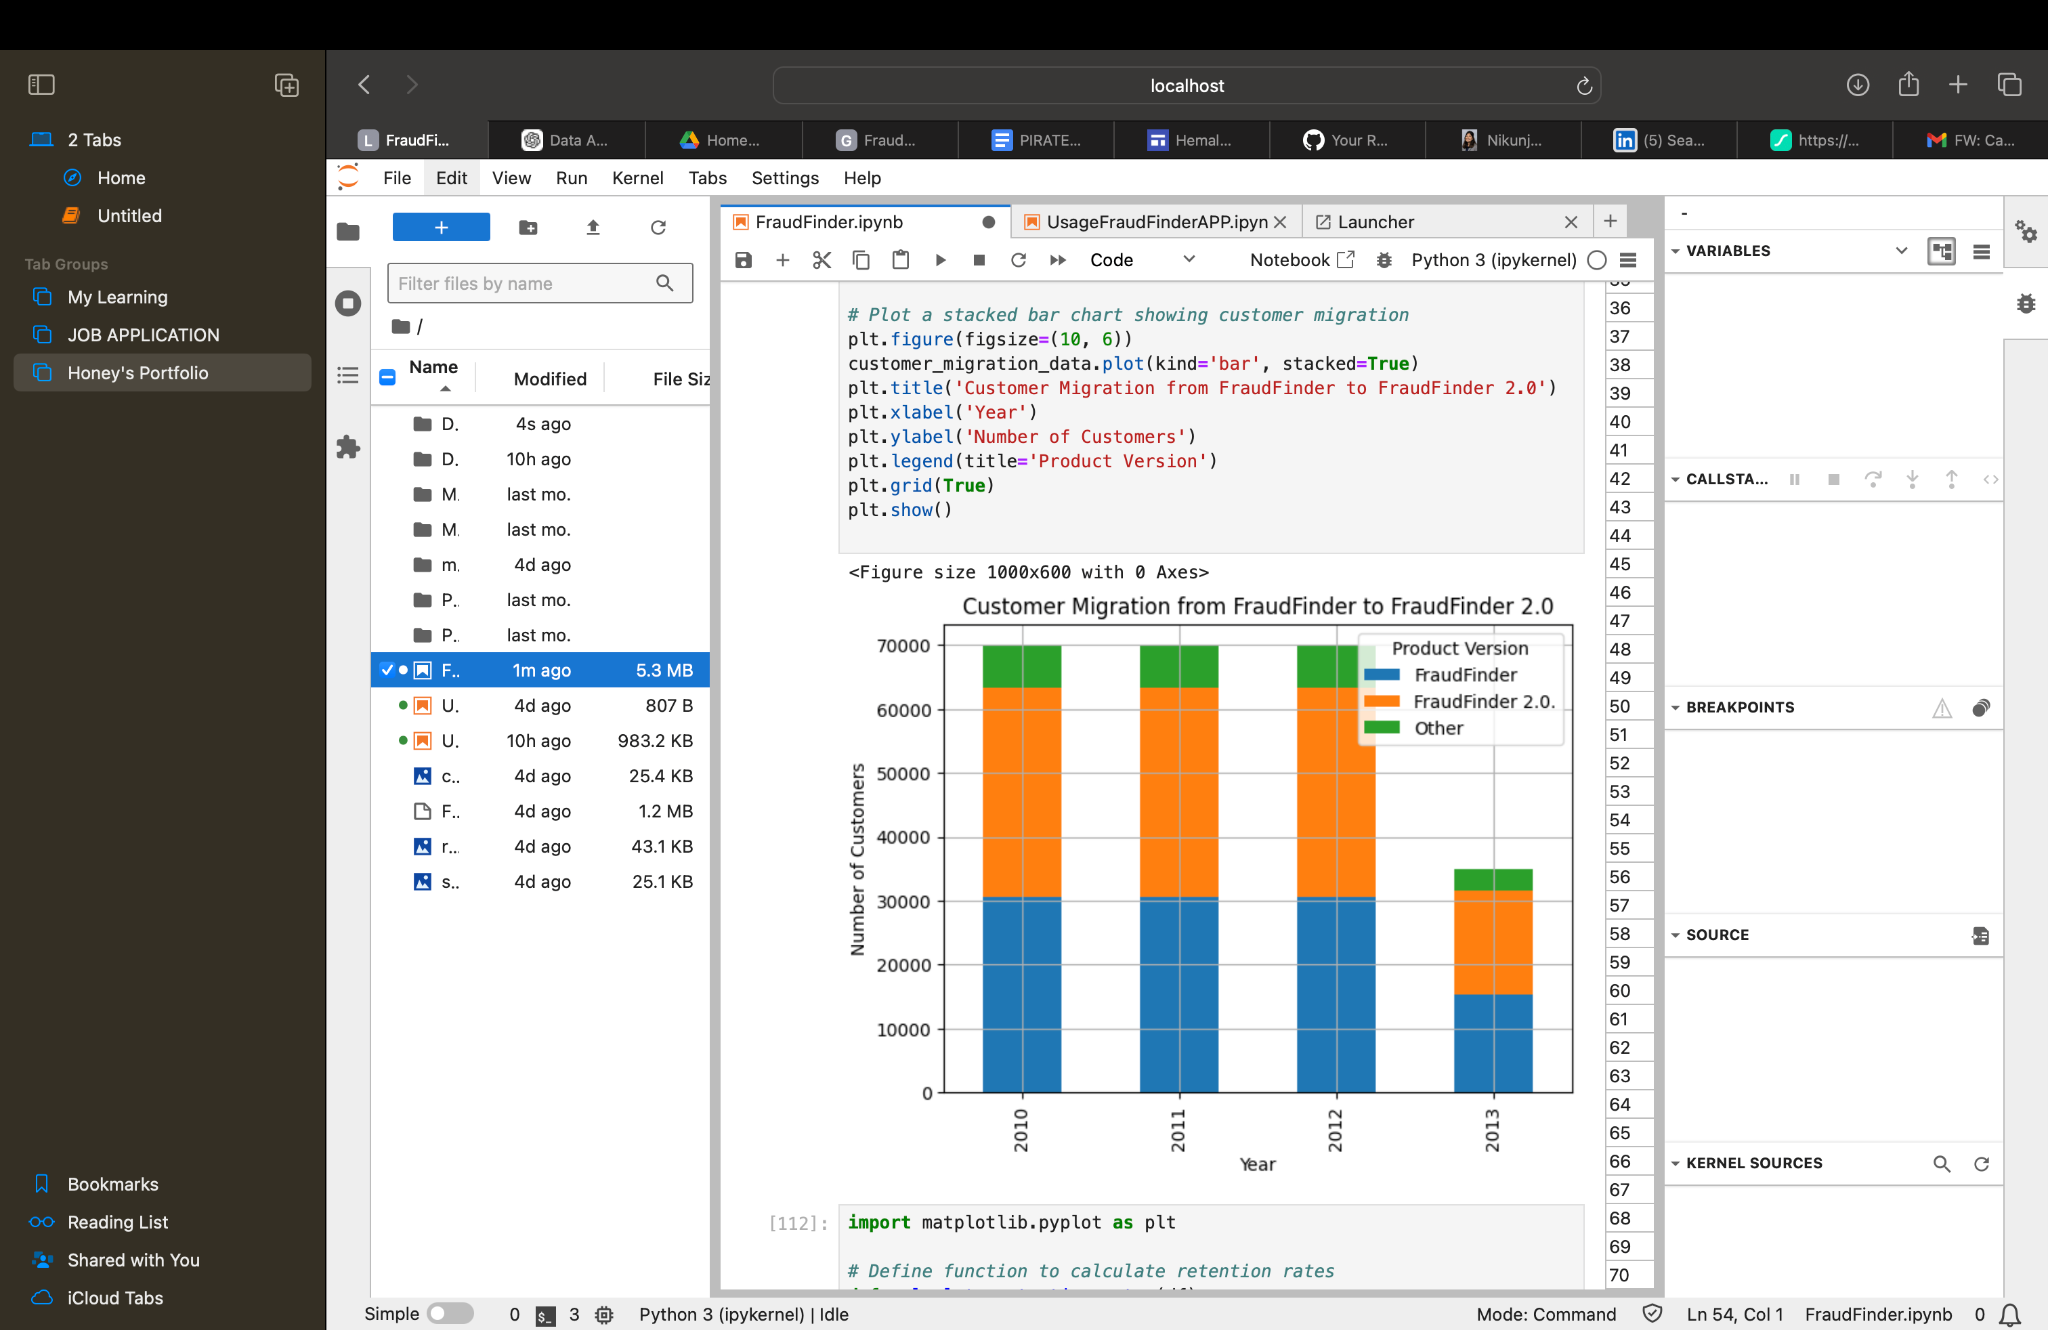 localhost
2 Tabs
Home
Untitled
Tab Groups
My Learning
JOB APPLICATION
Honey's Portfolio
Bookmarks
Reading List
Shared with You
iCloud Tabs
L FraudFi...
Data A...
Home...
G Fraud...
PIRATE...
Hemal...
Your R...
Nikunj...
in (5) Sea...
https://...
FW: Ca...
File Edit View Run Kernel Tabs Settings Help
+
Filter files by name
/
Name Modified File Siz
D. 4s ago
D. 10h ago
M. last mo.
M. last mo.
m. 4d ago
P.. last mo.
P.. last mo.
F.. 1m ago 5.3 MB
U. 4d ago 807 B
U. 10h ago 983.2 KB
c.. 4d ago 25.4 KB
F.. 4d ago 1.2 MB
r... 4d ago 43.1 KB
s.. 4d ago 25.1 KB
FraudFinder.ipynb
UsageFraudFinderAPP.ipyn
Launcher
Code
Notebook
Python 3 (ipykernel)
# Plot a stacked bar chart showing customer migration
plt.figure(figsize=(10, 6))
customer_migration_data.plot(kind='bar', stacked=True)
plt.title('Customer Migration from FraudFinder to FraudFinder 2.0')
plt.xlabel('Year')
plt.ylabel('Number of Customers')
plt.legend(title='Product Version')
plt.grid(True)
plt.show()
<Figure size 1000x600 with 0 Axes>
Customer Migration from FraudFinder to FraudFinder 2.0
Product Version
FraudFinder
FraudFinder 2.0.
Other
Number of Customers
70000
60000
50000
40000
30000
20000
10000
0
2010
2011
2012
2013
Year
[112]:
import matplotlib.pyplot as plt
# Define function to calculate retention rates
36
37
38
39
40
41
42
43
44
45
46
47
48
49
50
51
52
53
54
55
56
57
58
59
60
61
62
63
64
65
66
67
68
69
70
-
VARIABLES
CALLSTA...
BREAKPOINTS
SOURCE
KERNEL SOURCES
Simple 0 $_ 3 Python 3 (ipykernel) | Idle
Mode: Command Ln 54, Col 1 FraudFinder.ipynb 0